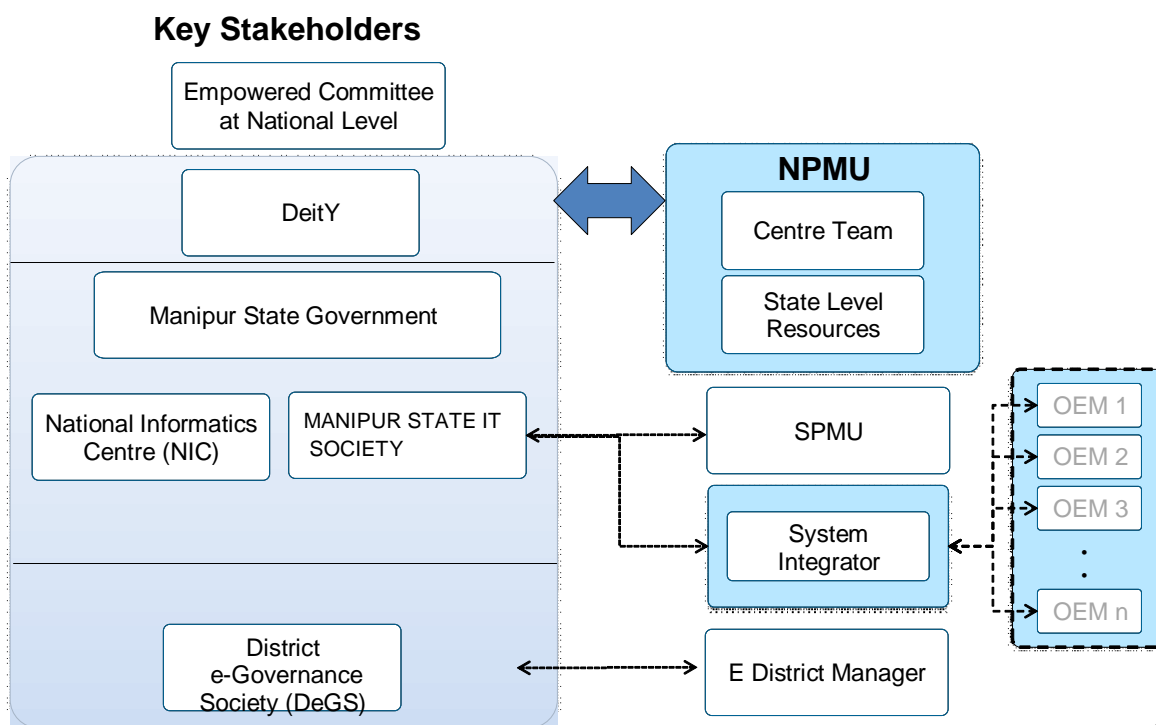 Key Stakeholders
Empowered Committee
at National Level
DeitY
NPMU
Centre Team
State Level
Resources
Manipur State Government
National Informatics
Centre (NIC)
MANIPUR STATE IT
SOCIETY
SPMU
System
Integrator
OEM 1
OEM 2
OEM 3
.
.
OEM n
District
e-Governance
Society (DeGS)
E District Manager